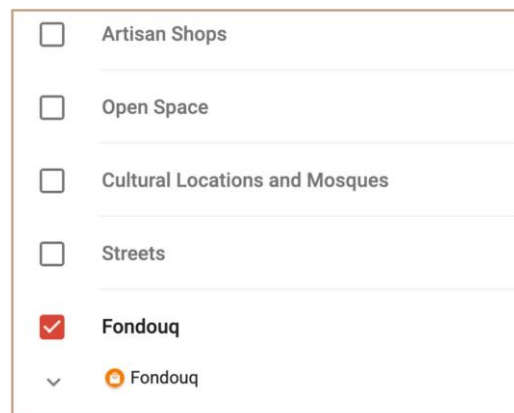 Artisan Shops
Open Space
Cultural Locations and Mosques
Streets
Fondouq
Fondouq